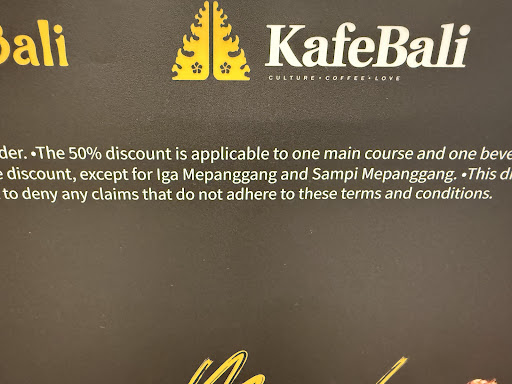 Bali
KafeBali
CULTURE • COFFEE • LOVE
der. •The 50% discount is applicable to one main course and one beve
e discount, except for Iga Mepanggang and Sampi Mepanggang. •This di
to deny any claims that do not adhere to these terms and conditions.